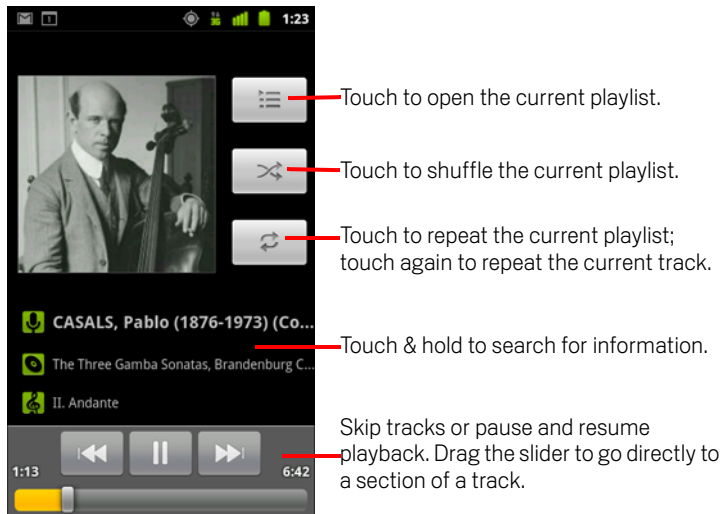 1
3G
1:23
Touch to open the current playlist.
Touch to shuffle the current playlist.
Touch to repeat the current playlist;
touch again to repeat the current track.
CASALS, Pablo (1876-1973) (Co...
The Three Gamba Sonatas, Brandenburg C...
II. Andante
Touch & hold to search for information.
1:13
6:42
Skip tracks or pause and resume
playback. Drag the slider to go directly to
a section of a track.